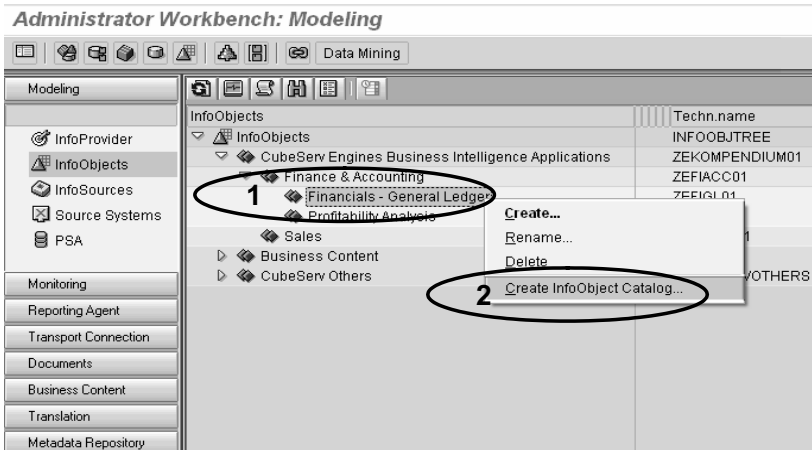 Administrator Workbench: Modeling
Data Mining
Modeling
InfoProvider
InfoObjects
InfoSources
Source Systems
PSA
Monitoring
Reporting Agent
Transport Connection
Documents
Business Content
Translation
Metadata Repository
InfoObjects Techn.name
InfoObjects INFOOBJTREE
CubeServ Engines Business Intelligence Applications ZEKOMPENDIUM01
Finance & Accounting ZEFIACC01
1 Financials - General Ledger ZEFIGL01
Profitability Analysis
Sales 1
Business Content
CubeServ Others VOTHERS
Create...
Rename...
Delete
2 Create InfoObject Catalog...